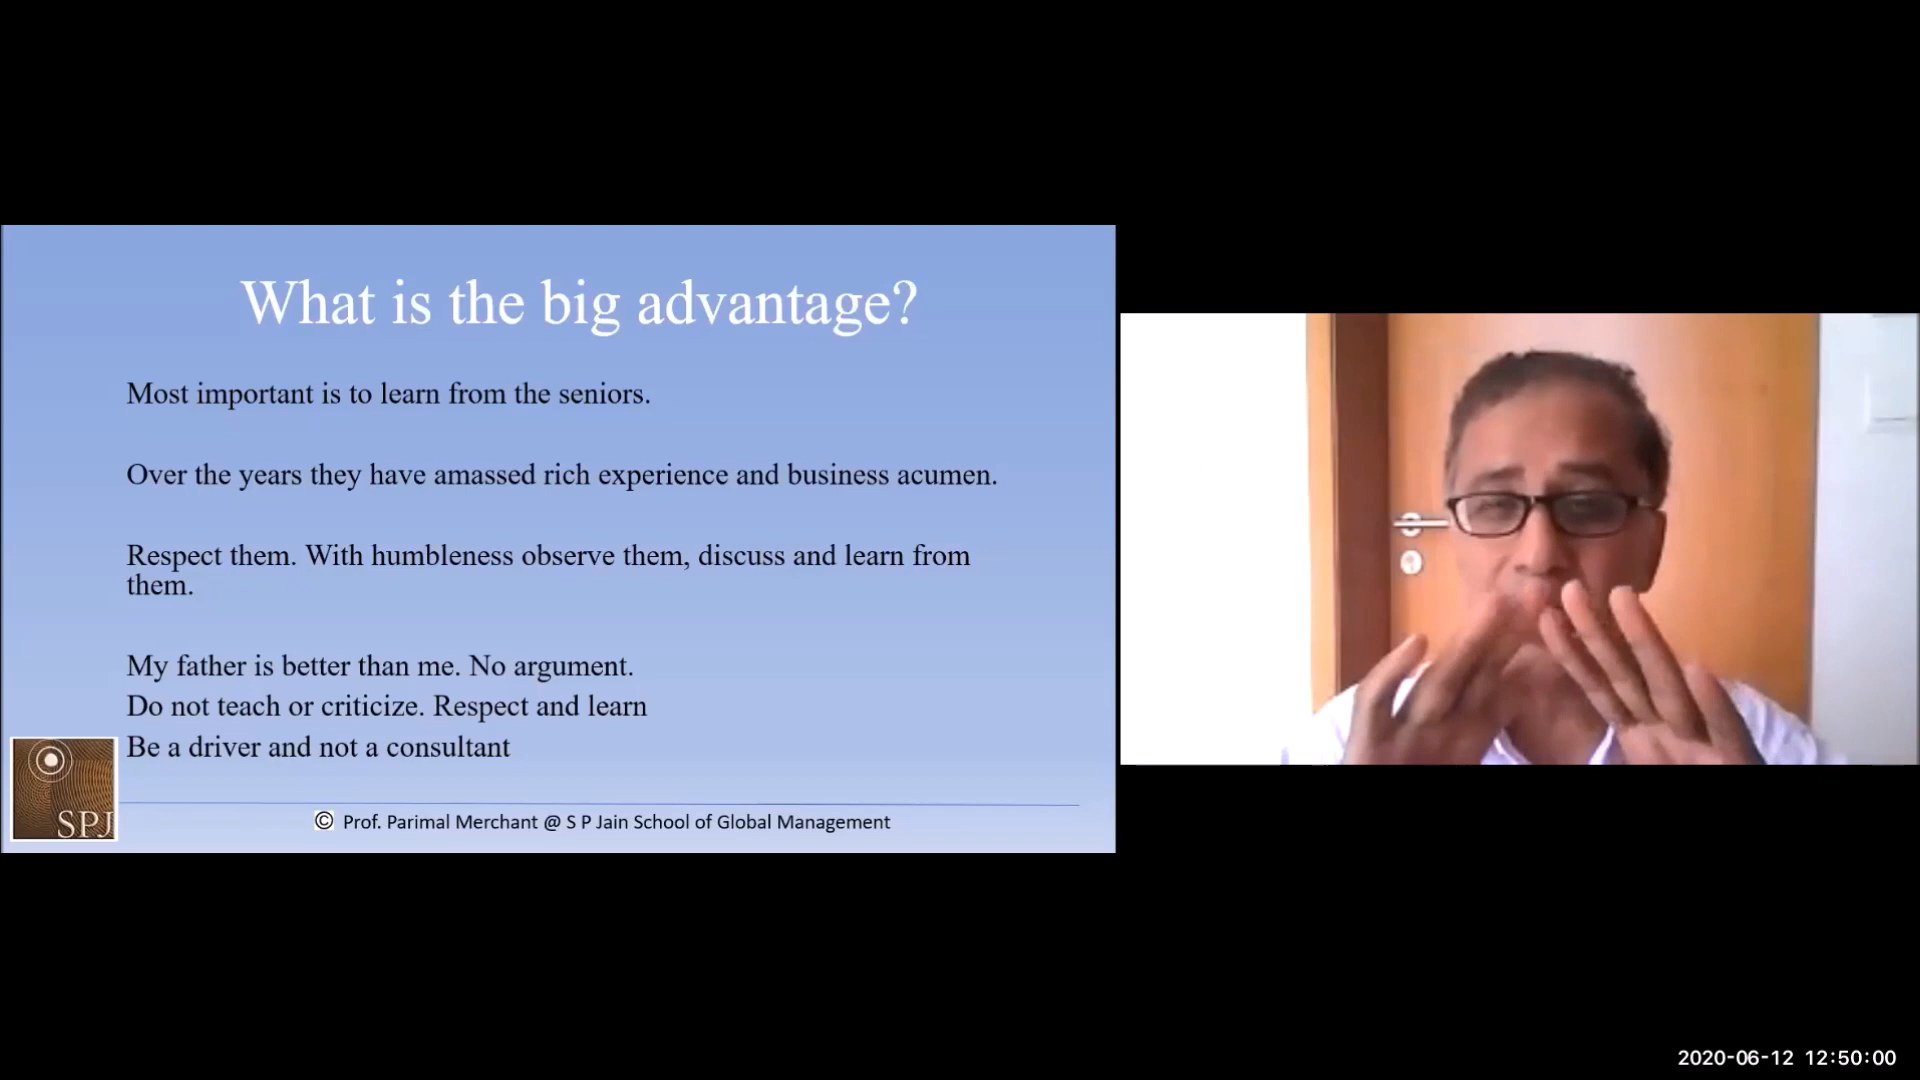 What is the big advantage?
Most important is to learn from the seniors.
Over the years they have amassed rich experience and business acumen.
Respect them. With humbleness observe them, discuss and learn from
them.
My father is better than me. No argument.
Do not teach or criticize. Respect and learn
Be a driver and not a consultant
SPJ
© Prof. Parimal Merchant @ S P Jain School of Global Management
2020-06-12 12:50:00